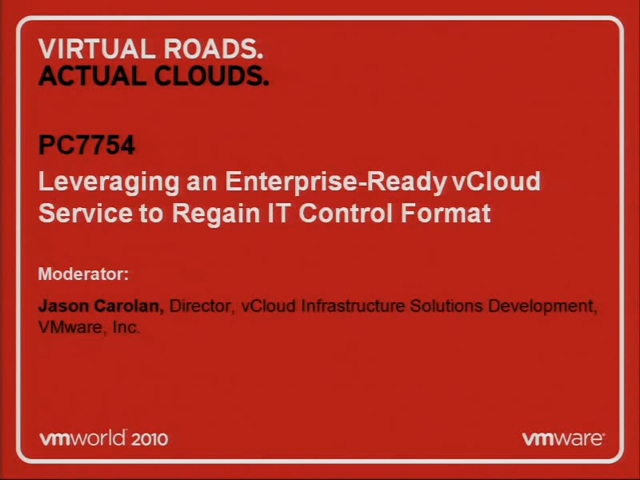 VIRTUAL ROADS.
ACTUAL CLOUDS.
PC7754
Leveraging an Enterprise-Ready vCloud
Service to Regain IT Control Format
Moderator:
Jason Carolan, Director, vCloud Infrastructure Solutions Development,
VMware, Inc.
vmworld 2010
vmware